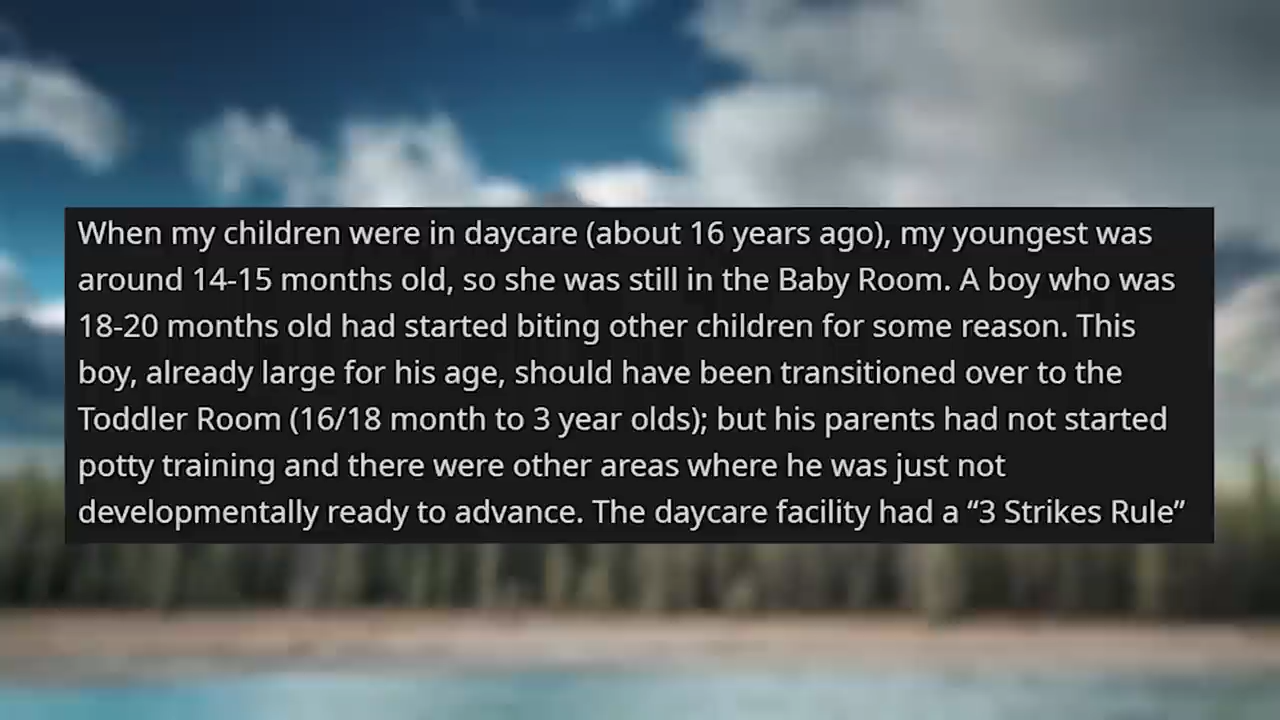 When my children were in daycare (about 16 years ago), my youngest was
around 14-15 months old, so she was still in the Baby Room. A boy who was
18-20 months old had started biting other children for some reason. This
boy, already large for his age, should have been transitioned over to the
Toddler Room (16/18 month to 3 year olds); but his parents had not started
potty training and there were other areas where he was just not
developmentally ready to advance. The daycare facility had a “3 Strikes Rule”